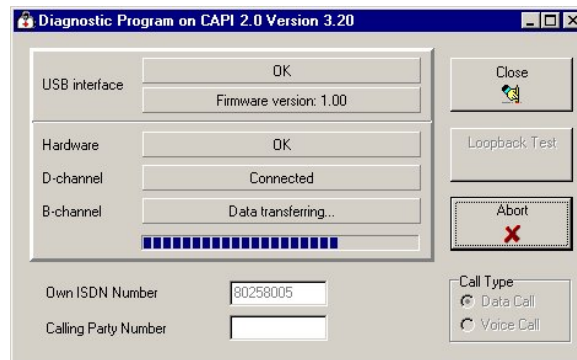 Diagnostic Program on CAPI 2.0 Version 3.20
USB interface
OK
Firmware version: 1.00
Hardware
OK
D-channel
Connected
B-channel
Data transferring...
Own ISDN Number
80258005
Calling Party Number
Close
Loopback Test
Abort
Call Type
Data Call
Voice Call